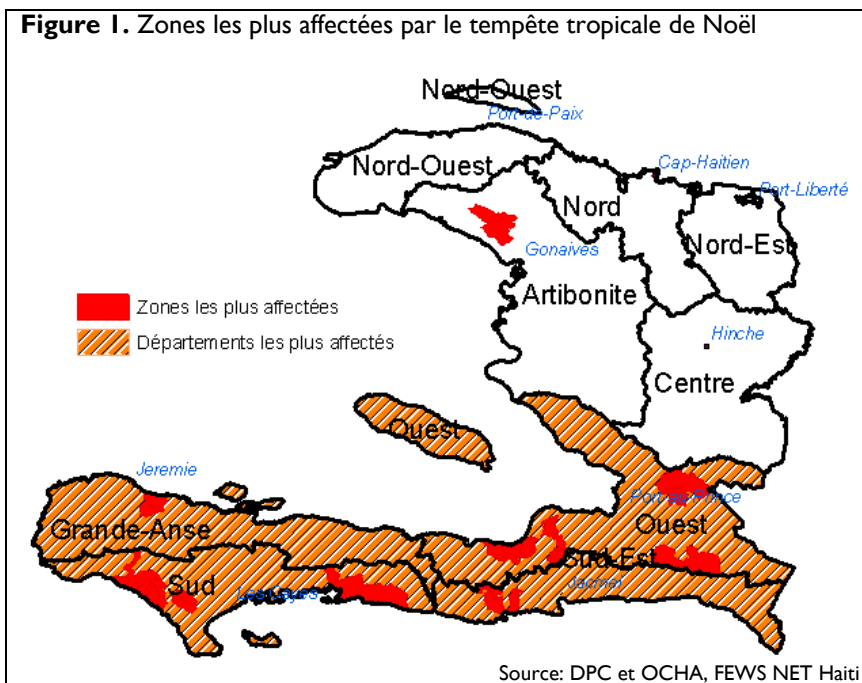 Figure 1. Zones les plus affectées par le tempête tropicale de Noël
Nord-Ouest
Port-de-Paix
Nord-Ouest
Cap-Haïtien
Port-Liberté
Nord
Nord-Est
Gonaives
Artibonite
Zones les plus affectées
Départements les plus affectés
Hinche
Centre
Ouest
Jeremie
Port-au-Prince
Grande-Anse
Ouest
Sud-Est
Sud
Les Cayes
Jacmel
Source: DPC et OCHA, FEWS NET Haiti